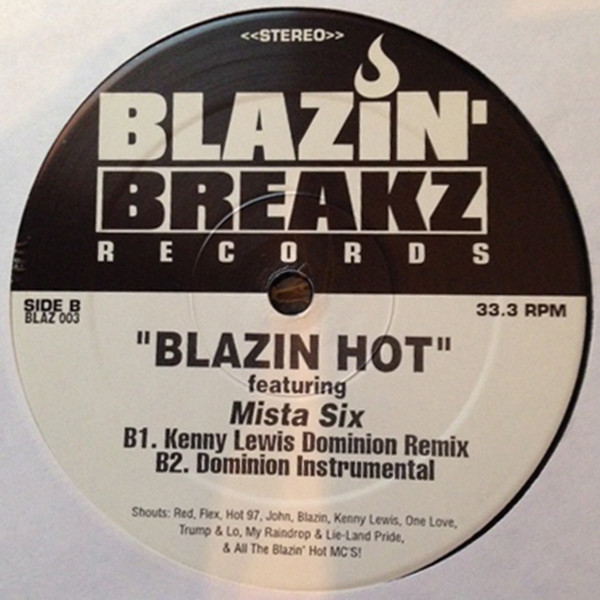 <<STEREO>>
BLAZiN'
BREAKZ
RECORDS
SIDE B
BLAZ 003
33.3 RPM
"BLAZIN HOT"
featuring
Mista Six
B1. Kenny Lewis Dominion Remix
B2. Dominion Instrumental
Shouts: Red, Flex, Hot 97, John, Blazin, Kenny Lewis, One Love,
Trump & Lo, My Raindrop & Lie-Land Pride,
& All The Blazin' Hot MC'S!